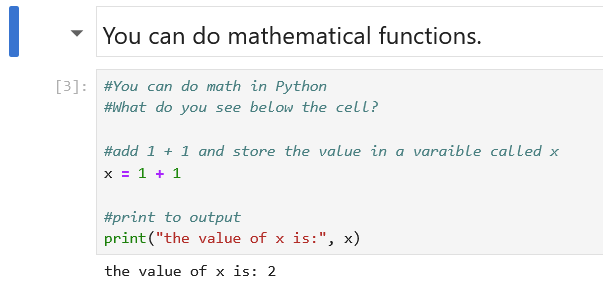 You can do mathematical functions.
[3]:
#You can do math in Python
#What do you see below the cell?
#add 1 + 1 and store the value in a varaible called x
x = 1 + 1
#print to output
print("the value of x is:", x)
the value of x is: 2